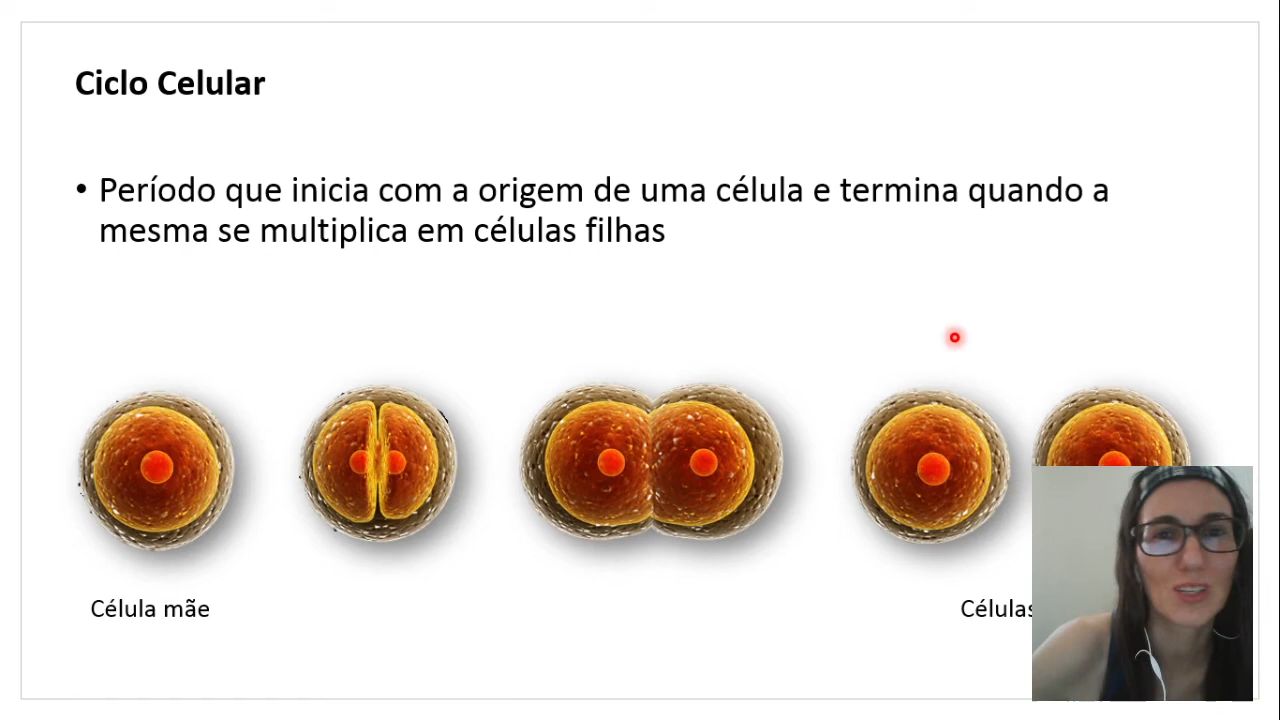 Ciclo Celular
• Período que inicia com a origem de uma célula e termina quando a
mesma se multiplica em células filhas
Célula mãe
Células